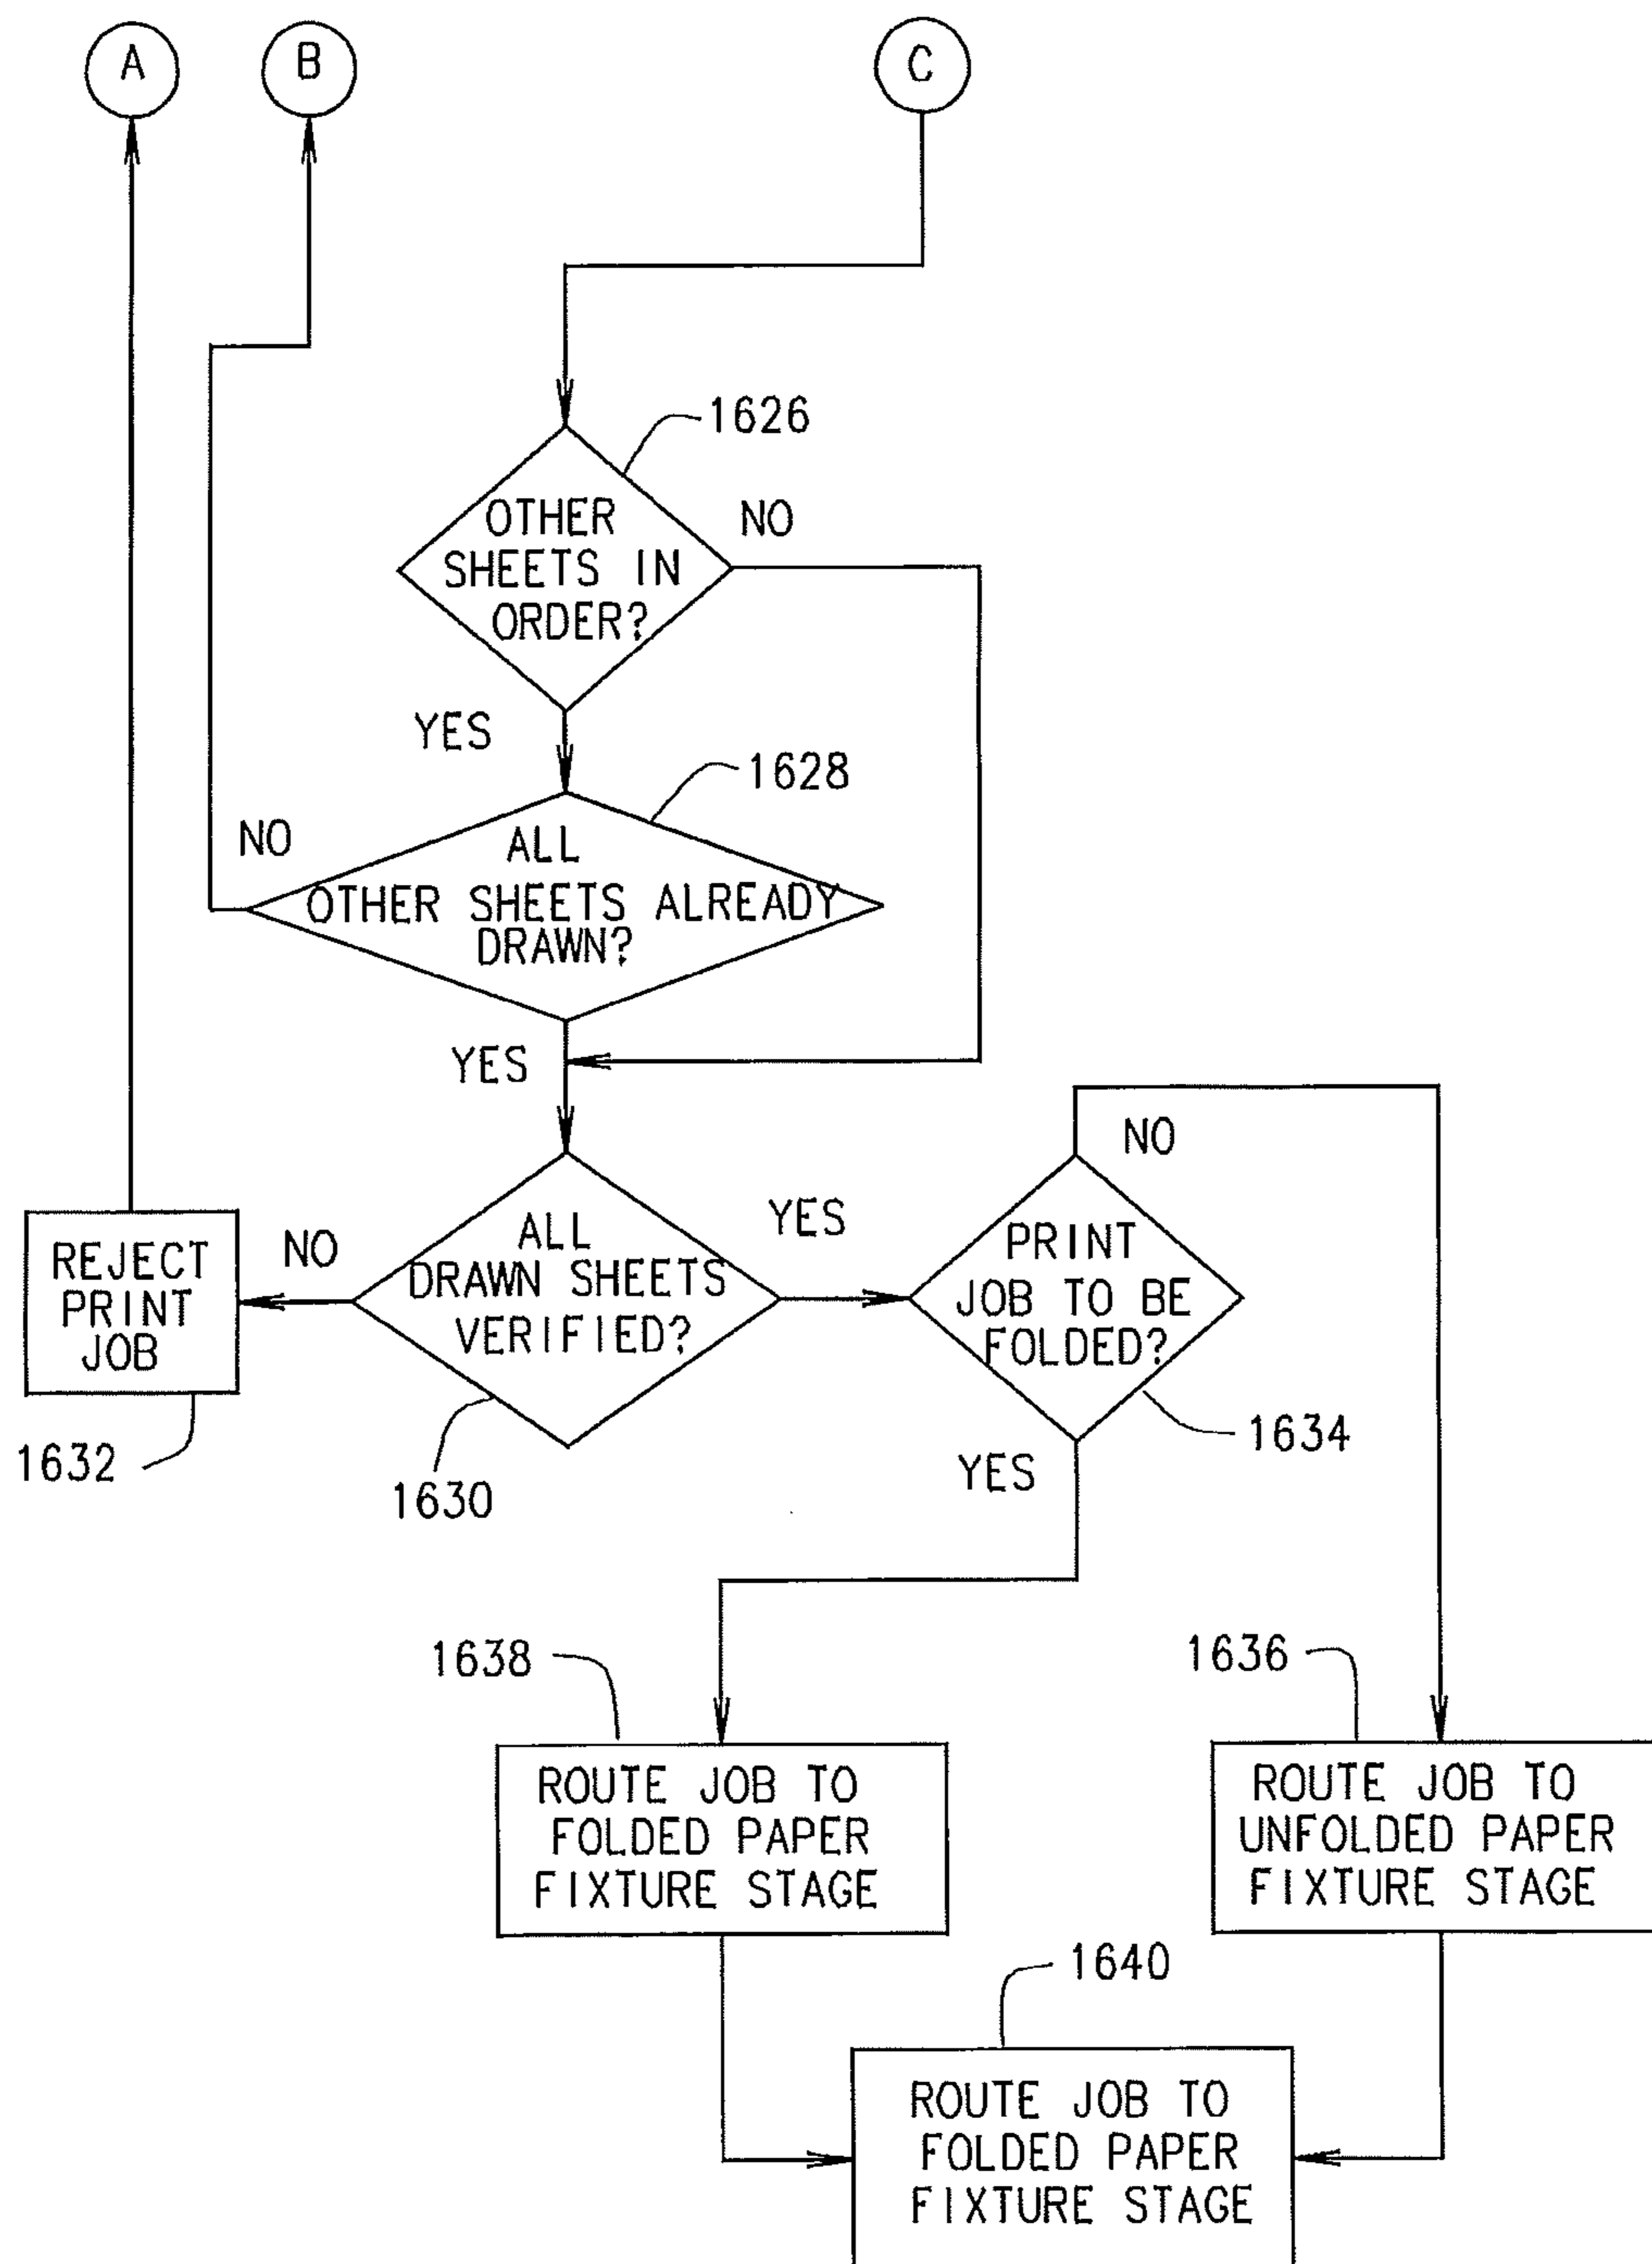 A
B
C
1626
OTHER
SHEETS IN
ORDER?
NO
YES
1628
NO
ALL
OTHER SHEETS ALREADY
DRAWN?
YES
NO
REJECT
PRINT
JOB
1632
NO
ALL
DRAWN SHEETS
VERIFIED?
1630
YES
PRINT
JOB TO BE
FOLDED?
1634
YES
1638
1636
ROUTE JOB TO
FOLDED PAPER
FIXTURE STAGE
ROUTE JOB TO
UNFOLDED PAPER
FIXTURE STAGE
1640
ROUTE JOB TO
FOLDED PAPER
FIXTURE STAGE